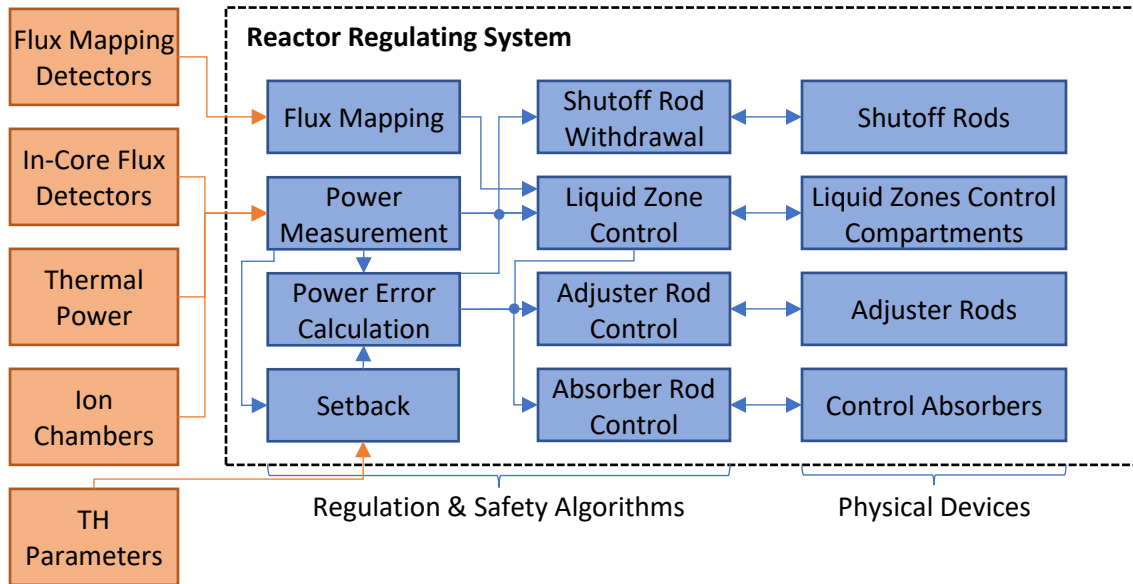 Flux Mapping
Detectors
In-Core Flux
Detectors
Thermal
Power
Ion
Chambers
TH
Parameters
Reactor Regulating System
Flux Mapping
Power
Measurement
Power Error
Calculation
Setback
Shutoff Rod
Withdrawal
Liquid Zone
Control
Adjuster Rod
Control
Absorber Rod
Control
Shutoff Rods
Liquid Zones Control
Compartments
Adjuster Rods
Control Absorbers
Regulation & Safety Algorithms
Physical Devices